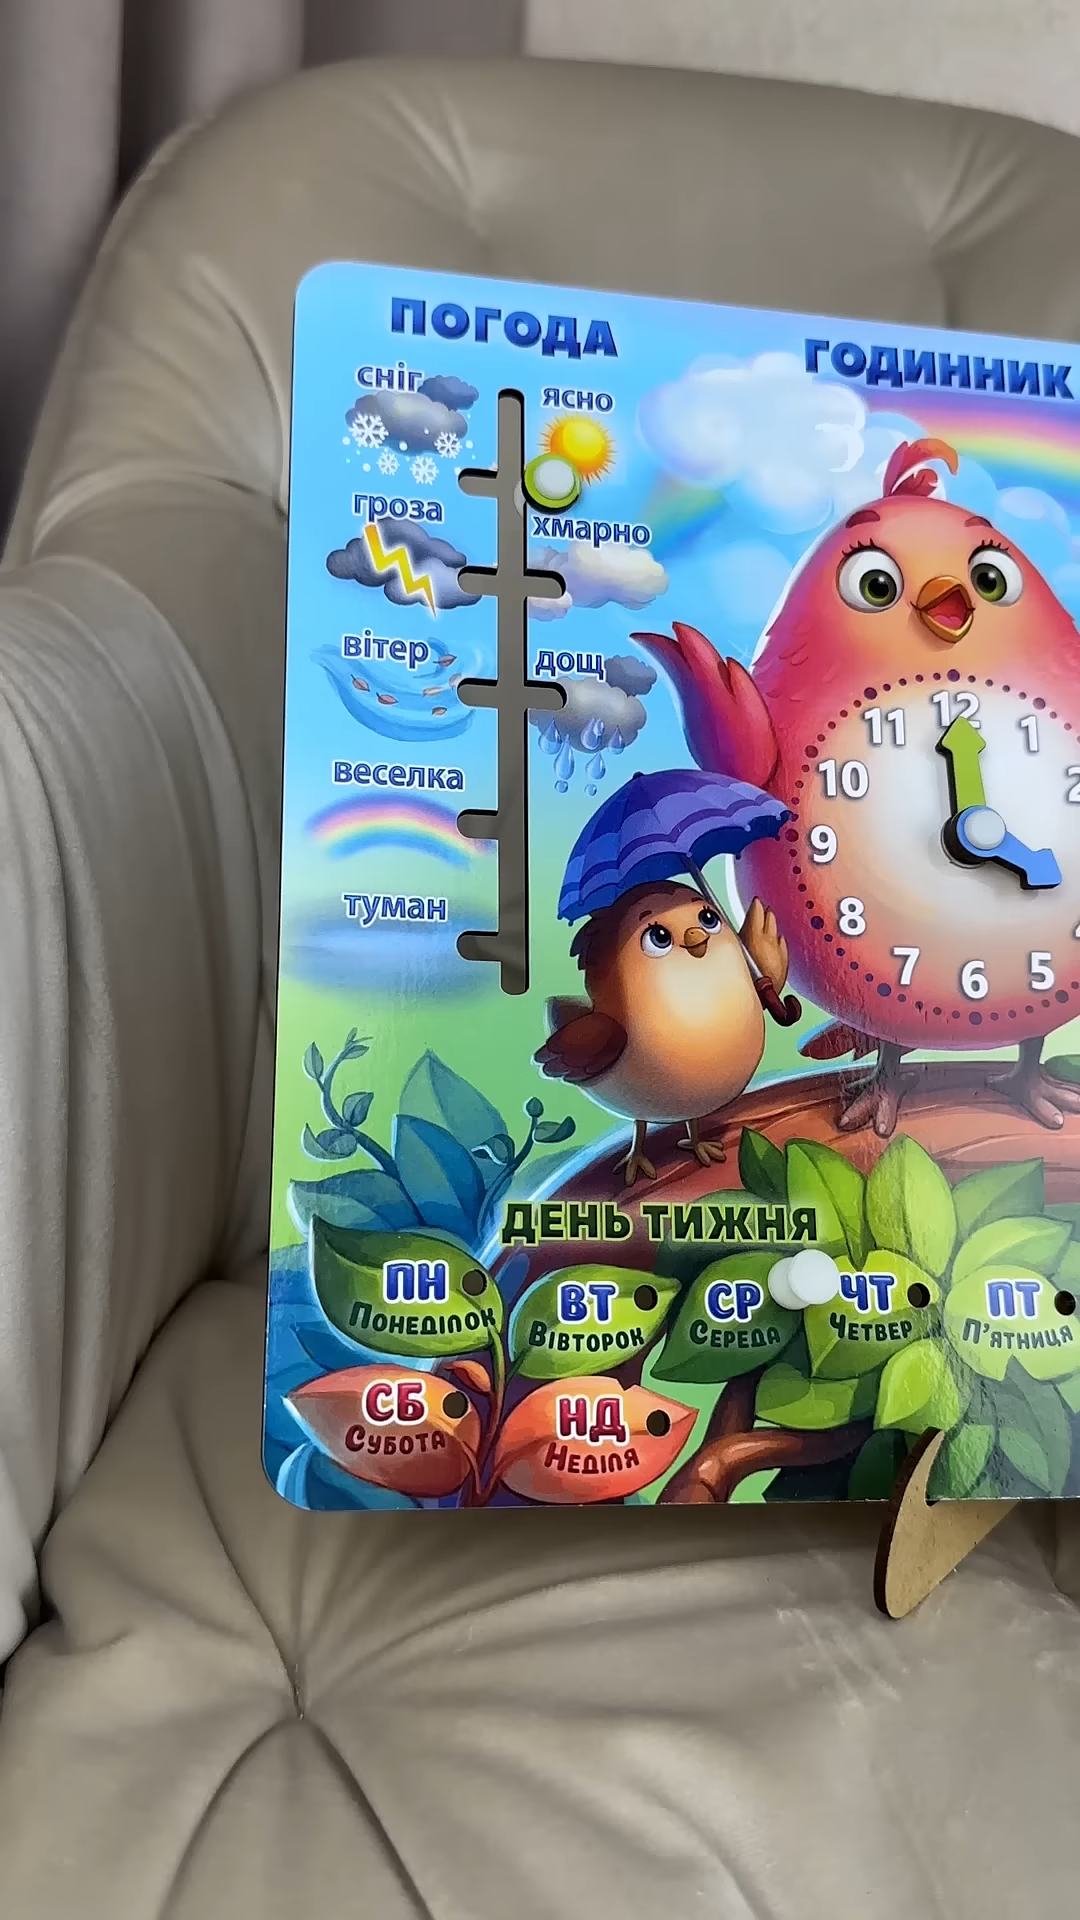 ПОГОДА
ГОДИННИК
сніг
ясно
гроза
хмарно
вітер
дощ
веселка
туман
12
11
1
10
2
9
8
7
6
5
ДЕНЬ ТИЖНЯ
ПН
Понеділок
ВТ
Вівторок
СР
Середа
ЧТ
Четвер
ПТ
П'ятниця
СБ
Субота
НД
Неділя